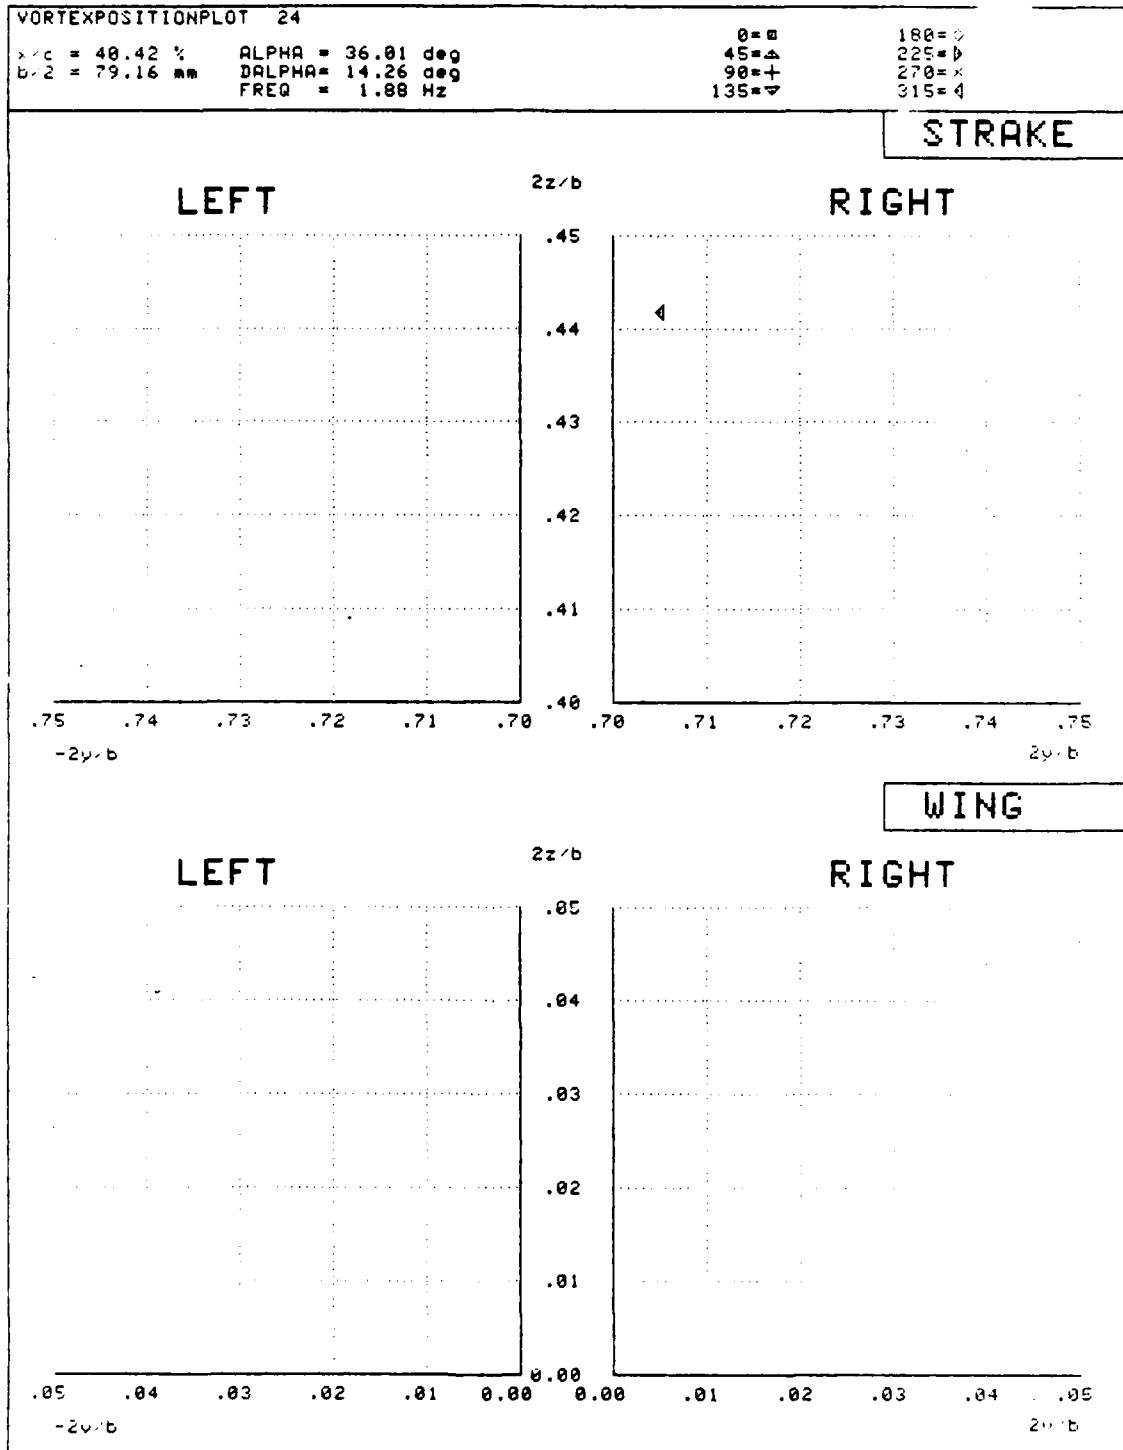 VORTEXPOSITIONPLOT 24
x/c = 40.42 % ALPHA = 36.01 deg 0= 180=
b/2 = 79.16 mm DALPHA= 14.26 deg 45= 225=
FREQ = 1.88 Hz 90=+ 270=×
135= 315=
STRAKE
LEFT 2z/b RIGHT
.45
.44
.43
.42
.41
.40
.75 .74 .73 .72 .71 .70 .70 .71 .72 .73 .74 .75
-2y/b 2y/b
WING
LEFT 2z/b RIGHT
.05
.04
.03
.02
.01
0.00
.05 .04 .03 .02 .01 0.00 0.00 .01 .02 .03 .04 .05
-2y/b 2y/b